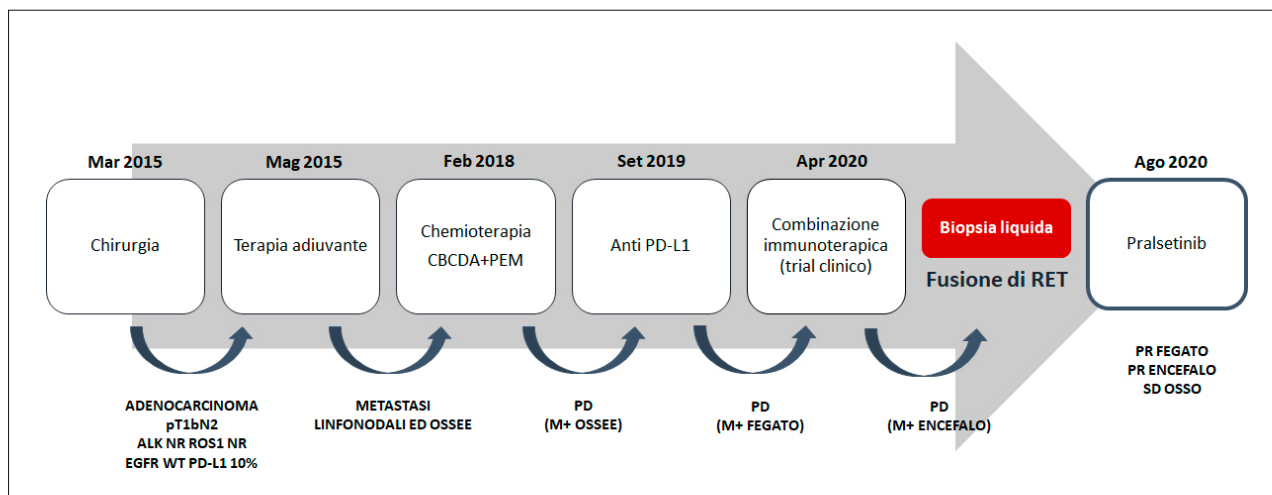 Mar 2015
Chirurgia
Mag 2015
Terapia adiuvante
Feb 2018
Chemioterapia
CBCDA+PEM
Set 2019
Anti PD-L1
Apr 2020
Combinazione
immunoterapica
(trial clinico)
Biopsia liquida
Fusione di RET
Ago 2020
Pralsetinib
ADENOCARCINOMA
pT1bN2
ALK NR ROS1 NR
EGFR WT PD-L1 10%
METASTASI
LINFONODALI ED OSSEE
PD
(M+ OSSEE)
PD
(M+ FEGATO)
PD
(M+ ENCEFALO)
PR FEGATO
PR ENCEFALO
SD OSSO